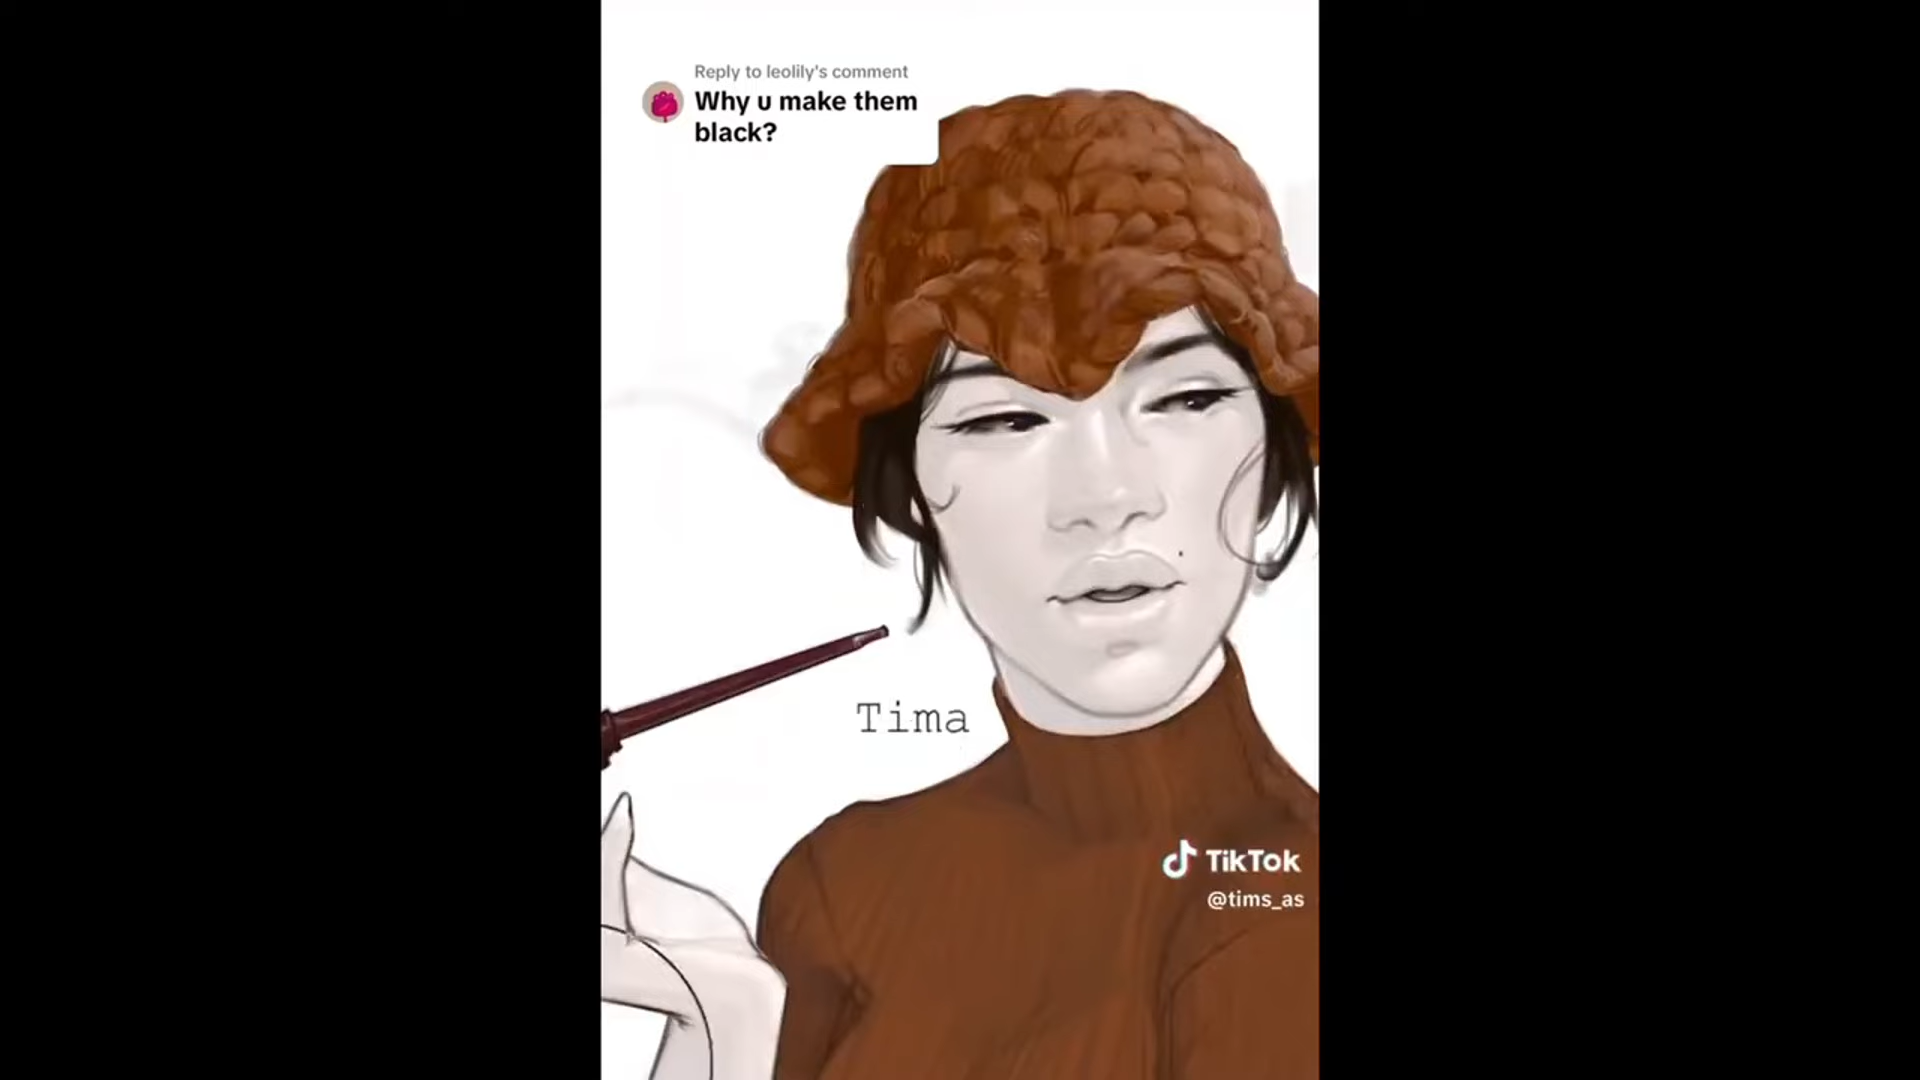 Reply to leolily's comment
Why u make them
black?
Tima
TikTok
@tims_as